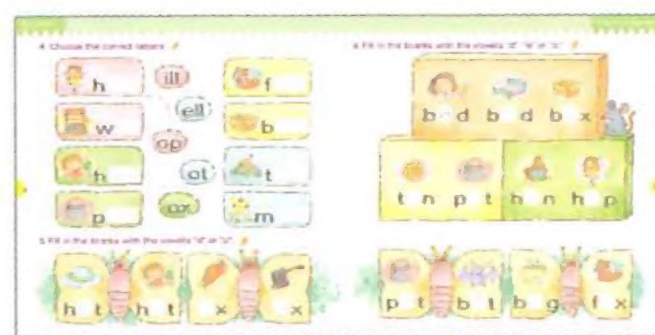 4. Choose the correct letters.
h
w
h
p
ill
ell
op
ot
ox
f
b
t
m
5. Fill in the blanks with the vowels "a" or "o".
h t h t x x
6. Fill in the blanks with the vowels
b d b d b x
t n p t h n h p
p t b t b g f x